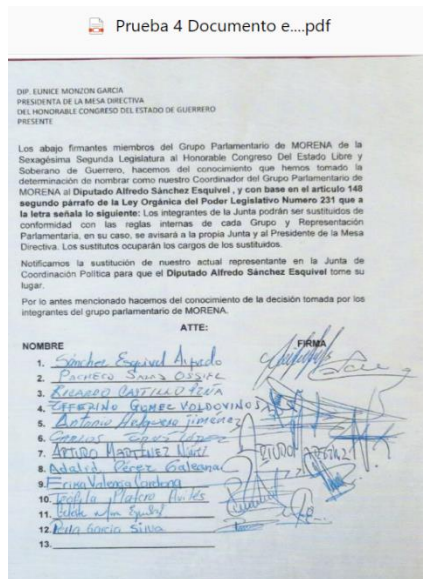 Prueba 4 Documento e....pdf
DIP. EUNICE MONZON GARCIA
PRESIDENTA DE LA MESA DIRECTIVA
DEL HONORABLE CONGRESO DEL ESTADO DE GUERRERO
PRESENTE
Los abajo firmantes miembros del Grupo Parlamentario de MORENA de la
Sexagésima Segunda Legislatura al Honorable Congreso Del Estado Libre y
Soberano de Guerrero, hacemos del conocimiento que hemos tomado la
determinación de nombrar como nuestro Coordinador del Grupo Parlamentario de
MORENA al Diputado Alfredo Sánchez Esquivel , y con base en el artículo 148
segundo párrafo de la Ley Orgánica del Poder Legislativo Numero 231 que a
la letra señala lo siguiente: Los integrantes de la Junta podrán ser sustituidos de
conformidad con las reglas internas de cada Grupo y Representación
Parlamentaria, en su caso, se avisará a la propia Junta y al Presidente de la Mesa
Directiva. Los sustitutos ocuparán los cargos de los sustituidos.
Notificamos la sustitución de nuestro actual representante en la Junta de
Coordinación Política para que el Diputado Alfredo Sánchez Esquivel tome su
lugar.
Por lo antes mencionado hacemos del conocimiento de la decisión tomada por los
integrantes del grupo parlamentario de MORENA.
ATTE:
NOMBRE FIRMA
1. Sánchez Esquivel Alfredo
2. PACHECO SALAS OSSIEL
3. RICARDO CASTILLO PEÑA
4. OFFERINO GOMEZ VALDOVINOS
5. Antonio Helguera jiménez
6. CARLOS
7. ARTURO MARTINEZ ARTURO
8. Adalid Pérez Galeana
9. Erika Valencia Cardona
10.
11.
12. García Silva
13.